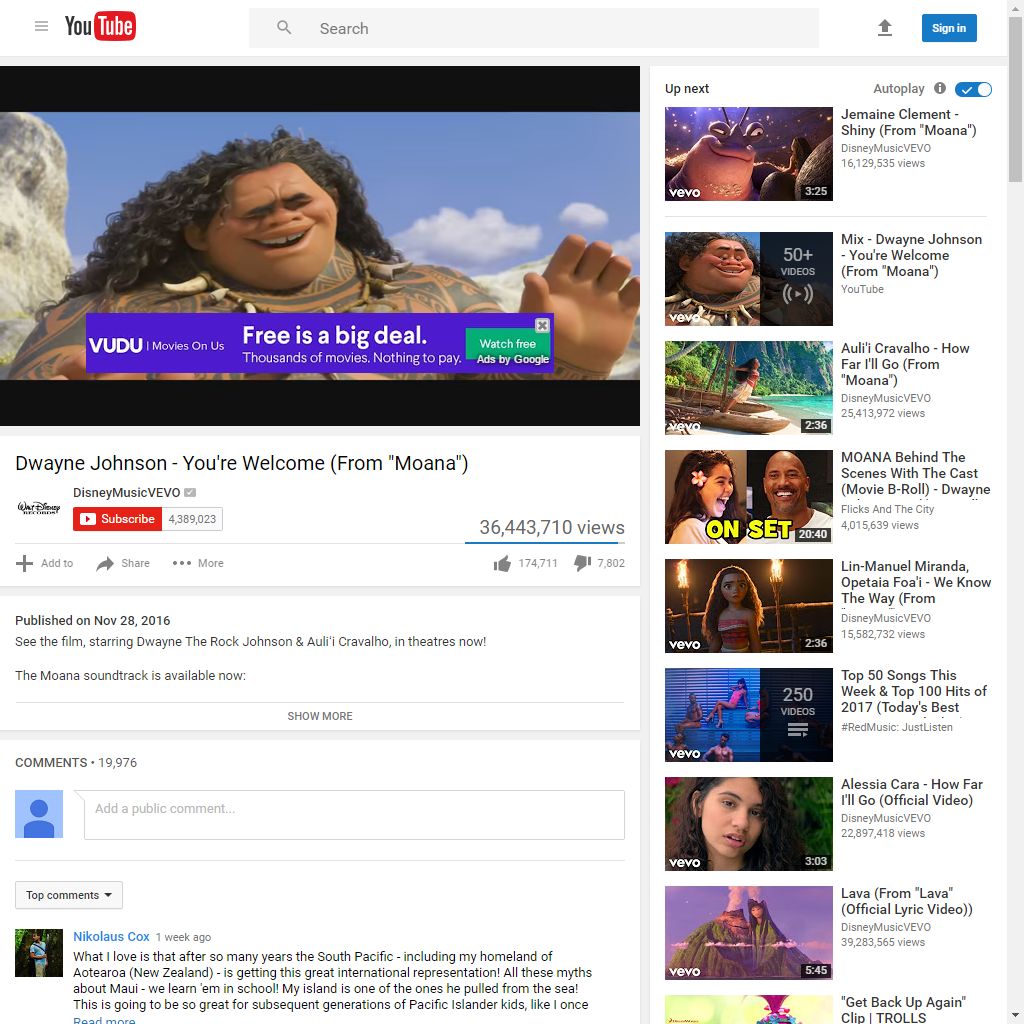 YouTube
Search
Sign in
VUDU | Movies On Us
Free is a big deal.
Thousands of movies. Nothing to pay.
Watch free
Ads by Google
Dwayne Johnson - You're Welcome (From "Moana")
WALT DISNEY RECORDS
DisneyMusicVEVO
Subscribe 4,389,023
36,443,710 views
Add to Share More 174,711 7,802
Published on Nov 28, 2016
See the film, starring Dwayne The Rock Johnson & Auli'i Cravalho, in theatres now!
The Moana soundtrack is available now:
SHOW MORE
COMMENTS • 19,976
Add a public comment...
Top comments
Nikolaus Cox 1 week ago
What I love is that after so many years the South Pacific - including my homeland of
Aotearoa (New Zealand) - is getting this great international representation! All these myths
about Maui - we learn 'em in school! My island is one of the ones he pulled from the sea!
This is going to be so great for subsequent generations of Pacific Islander kids, like I once
Read more
Up next Autoplay
vevo 3:25
Jemaine Clement -
Shiny (From "Moana")
DisneyMusicVEVO
16,129,535 views
vevo
50+
VIDEOS
Mix - Dwayne Johnson
- You're Welcome
(From "Moana")
YouTube
vevo 2:36
Auli'i Cravalho - How
Far I'll Go (From
"Moana")
DisneyMusicVEVO
25,413,972 views
ON SET 20:40
MOANA Behind The
Scenes With The Cast
(Movie B-Roll) - Dwayne
Flicks And The City
4,015,639 views
vevo 2:36
Lin-Manuel Miranda,
Opetaia Foa'i - We Know
The Way (From
DisneyMusicVEVO
15,582,732 views
vevo
250
VIDEOS
Top 50 Songs This
Week & Top 100 Hits of
2017 (Today's Best
#RedMusic: JustListen
vevo 3:03
Alessia Cara - How Far
I'll Go (Official Video)
DisneyMusicVEVO
22,897,418 views
vevo 5:45
Lava (From "Lava"
(Official Lyric Video))
DisneyMusicVEVO
39,283,565 views
"Get Back Up Again"
Clip | TROLLS